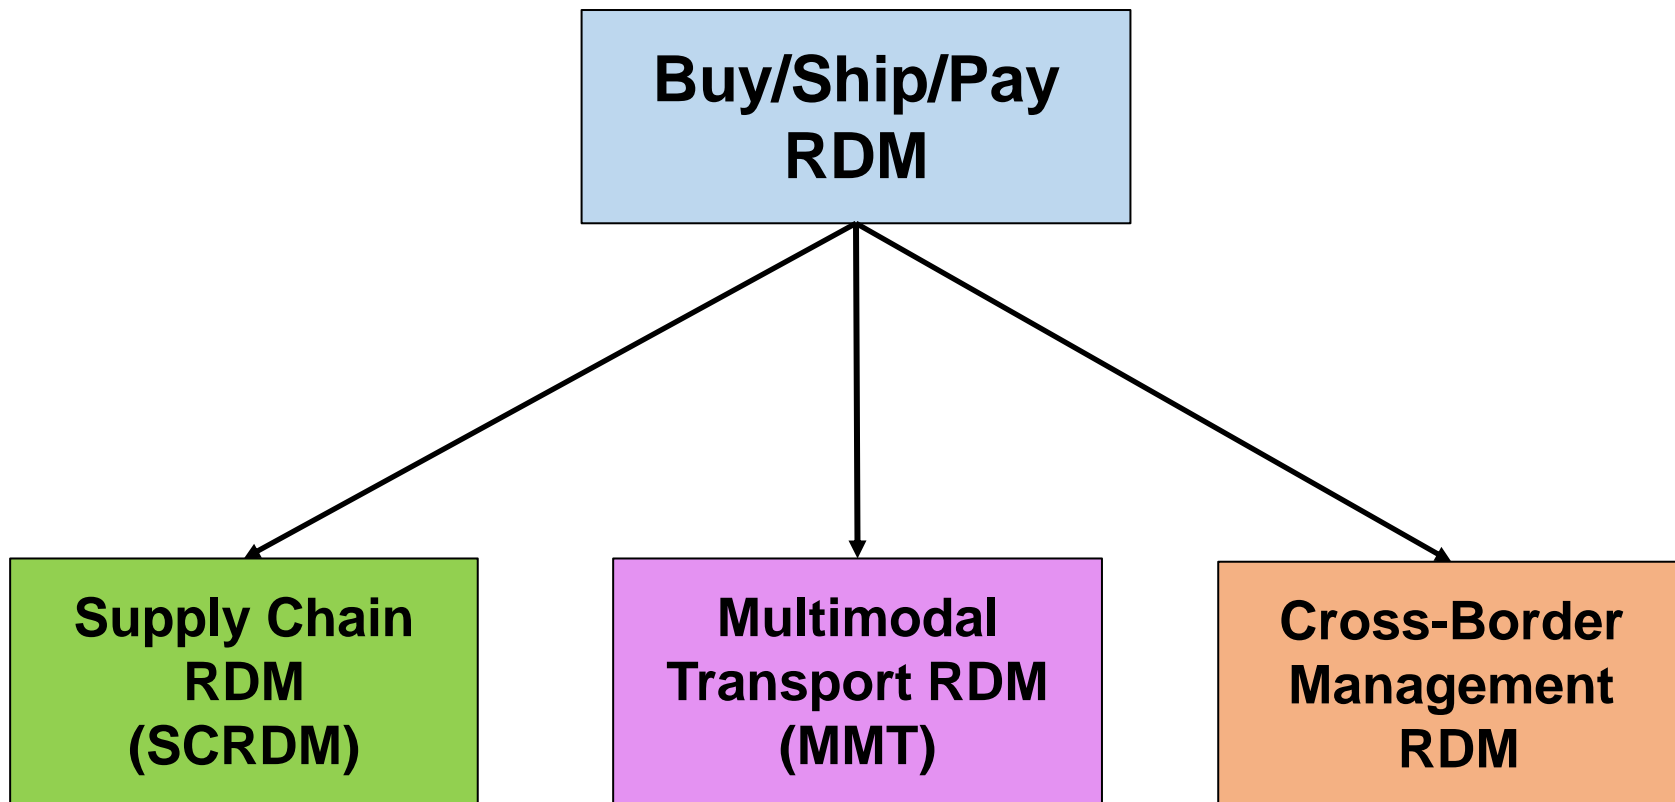 Buy/Ship/Pay
RDM
Supply Chain
RDM
(SCRDM)
Multimodal
Transport RDM
(MMT)
Cross-Border
Management
RDM